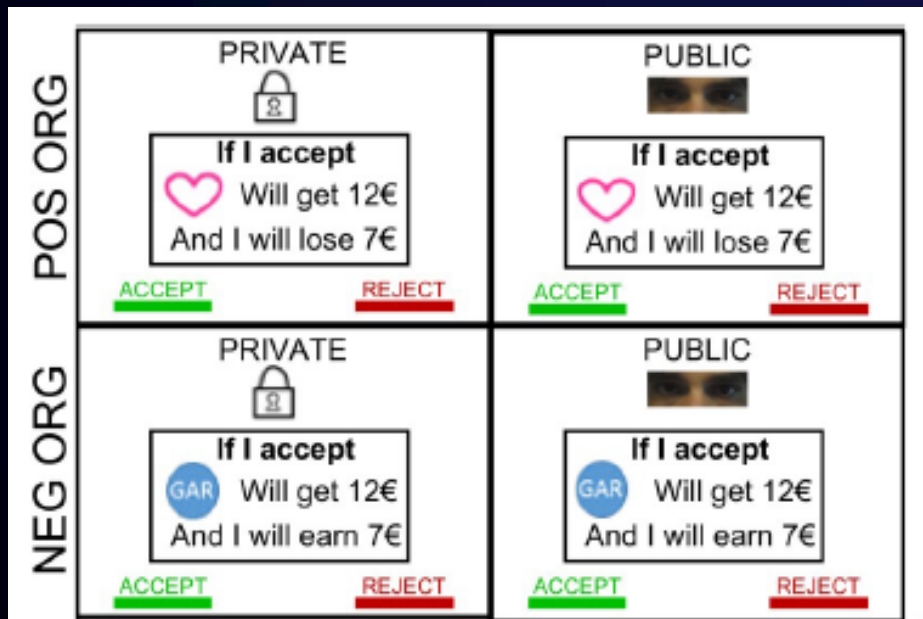 POS ORG
PRIVATE
If I accept
Will get 12€
And I will lose 7€
ACCEPT REJECT
PUBLIC
If I accept
Will get 12€
And I will lose 7€
ACCEPT REJECT
NEG ORG
PRIVATE
If I accept
GAR Will get 12€
And I will earn 7€
ACCEPT REJECT
PUBLIC
If I accept
GAR Will get 12€
And I will earn 7€
ACCEPT REJECT